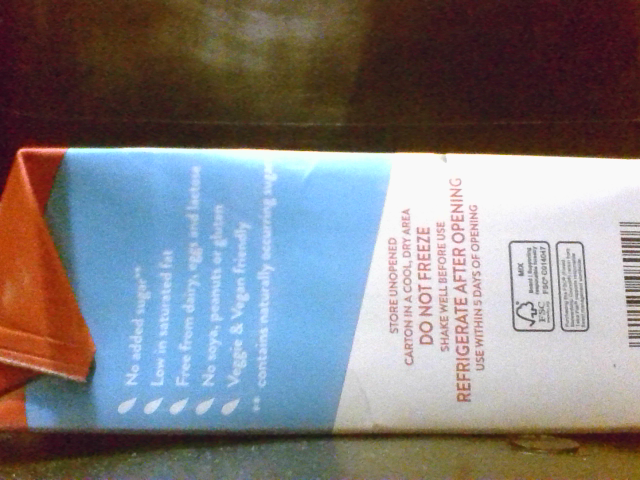 No added sugar**
Low in saturated fat
Free from dairy, eggs and lactose
No soya, peanuts or gluten
Veggie & Vegan friendly
** contains naturally occurring sugar
STORE UNOPENED
CARTON IN A COOL, DRY AREA
DO NOT FREEZE
SHAKE WELL BEFORE USE
REFRIGERATE AFTER OPENING
USE WITHIN 5 DAYS OF OPENING
FSC
MIX